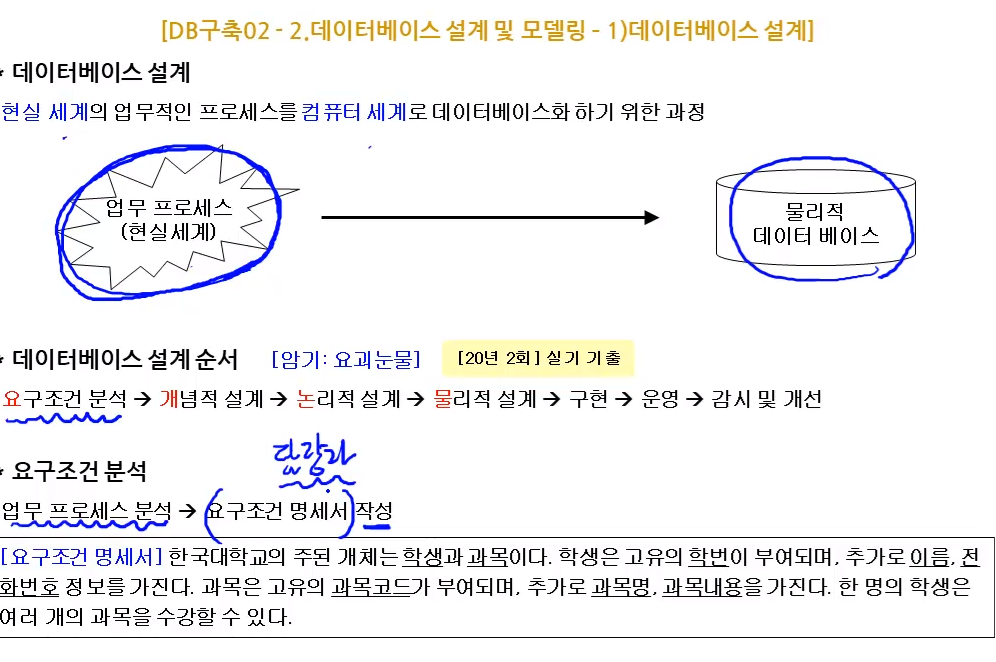 [DB구축02 - 2.데이터베이스 설계 및 모델링 - 1)데이터베이스 설계]
* 데이터베이스 설계
현실 세계의 업무적인 프로세스를 컴퓨터 세계로 데이터베이스화 하기 위한 과정
업무 프로세스
(현실세계)
물리적
데이터 베이스
* 데이터베이스 설계 순서 [암기: 요괴눈물] [20년 2회] 실기 기출
요구조건 분석 → 개념적 설계 → 논리적 설계 → 물리적 설계 → 구현 → 운영 → 감시 및 개선
* 요구조건 분석
업무 프로세스 분석 → 요구조건 명세서 작성
[요구조건 명세서] 한국대학교의 주된 개체는 학생과 과목이다. 학생은 고유의 학번이 부여되며, 추가로 이름, 전
화번호 정보를 가진다. 과목은 고유의 과목코드가 부여되며, 추가로 과목명, 과목내용을 가진다. 한 명의 학생은
여러 개의 과목을 수강할 수 있다.